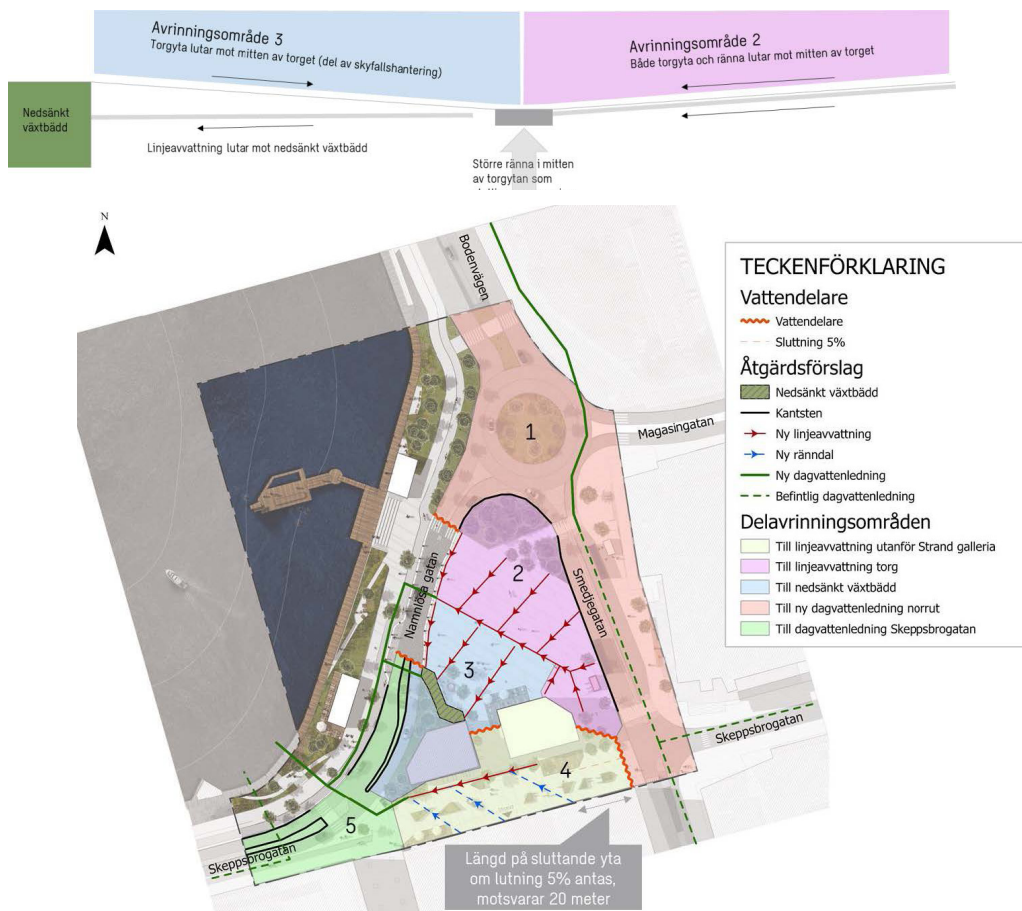 Avrinningsområde 3
Torgyta lutar mot mitten av torget (del av skyfallshantering)
Avrinningsområde 2
Både torgyta och ränna lutar mot mitten av torget
Nedsänkt
växtbädd
Linjeavvattning lutar mot nedsänkt växtbädd
Större ränna i mitten
av torgytan som
N
Bodenvägen
Magasingatan
Namnlösa gatan
Smedjegatan
Skeppsbrogatan
Skeppsbrogatan
1
2
3
4
5
Längd på sluttande yta
om lutning 5% antas,
motsvarar 20 meter
TECKENFÖRKLARING
Vattendelare
Vattendelare
Sluttning 5%
Åtgärdsförslag
Nedsänkt växtbädd
Kantsten
Ny linjeavvattning
Ny ränndal
Ny dagvattenledning
Befintlig dagvattenledning
Delavrinningsområden
Till linjeavvattning utanför Strand galleria
Till linjeavvattning torg
Till nedsänkt växtbädd
Till ny dagvattenledning norrut
Till dagvattenledning Skeppsbrogatan